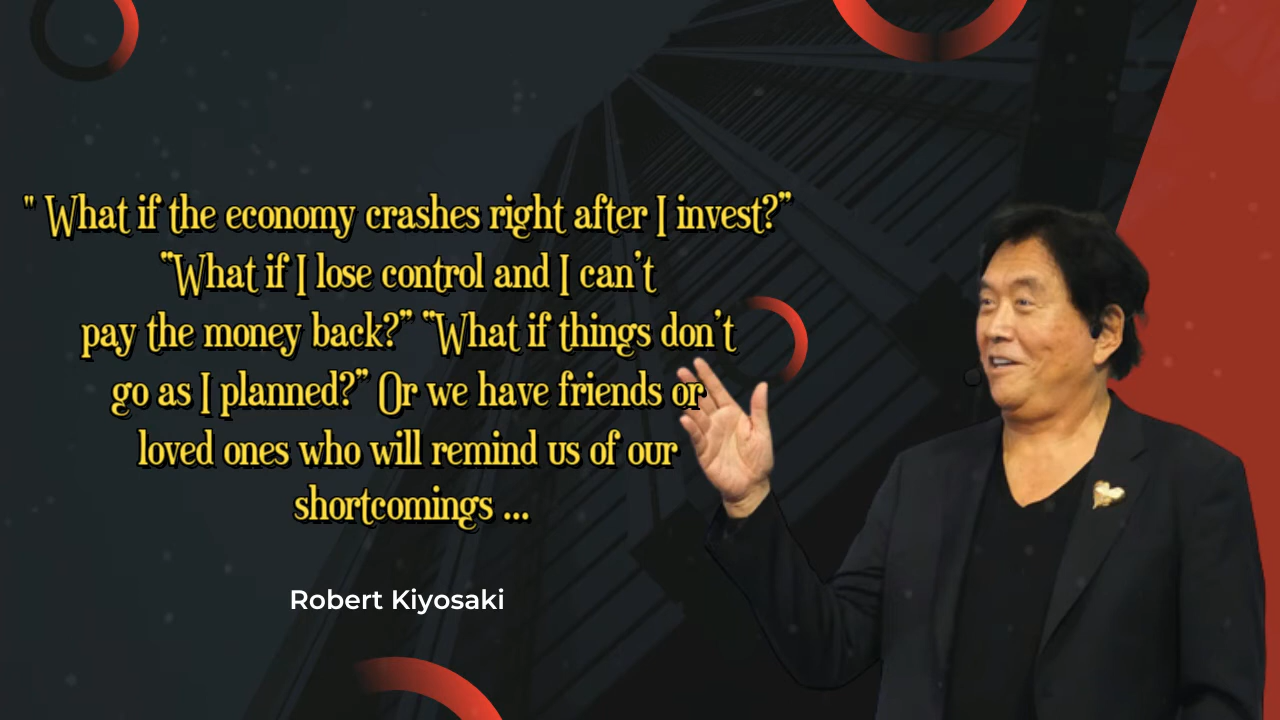 " What if the economy crashes right after I invest?”
“What if I lose control and I can’t
pay the money back?” “What if things don’t
go as I planned?” Or we have friends or
loved ones who will remind us of our
shortcomings ...
Robert Kiyosaki